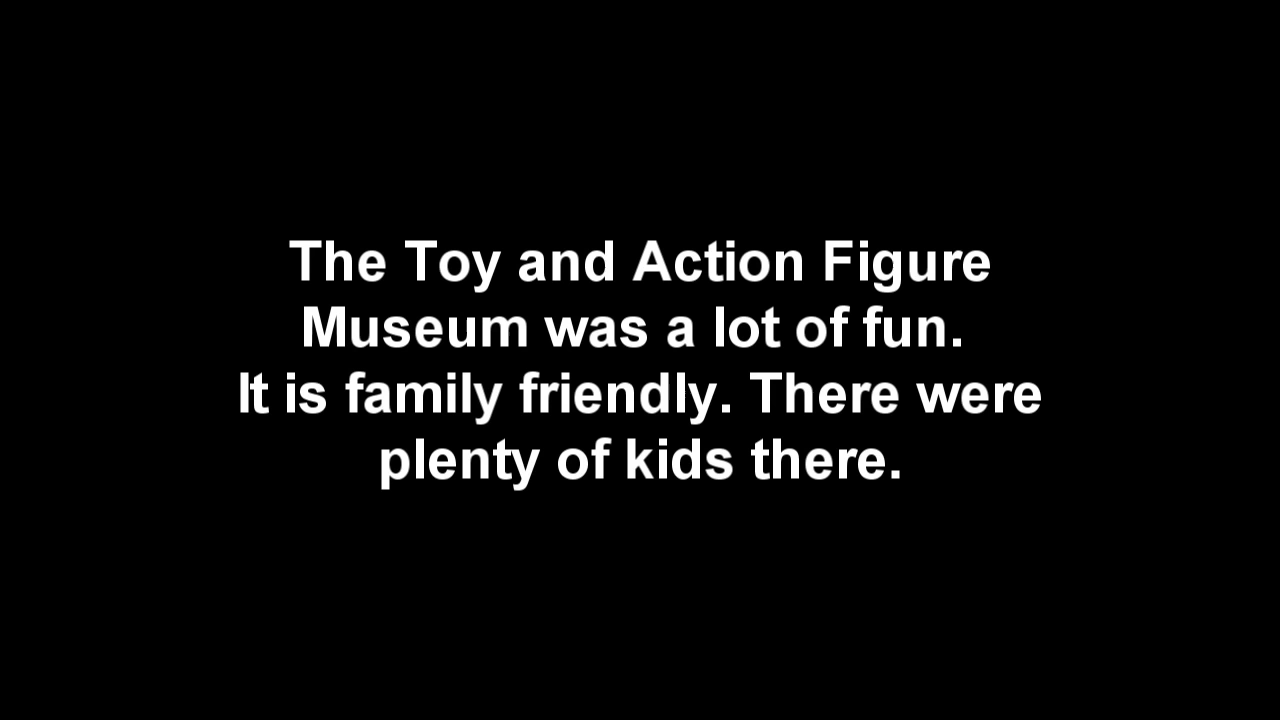 The Toy and Action Figure
Museum was a lot of fun.
It is family friendly. There were
plenty of kids there.